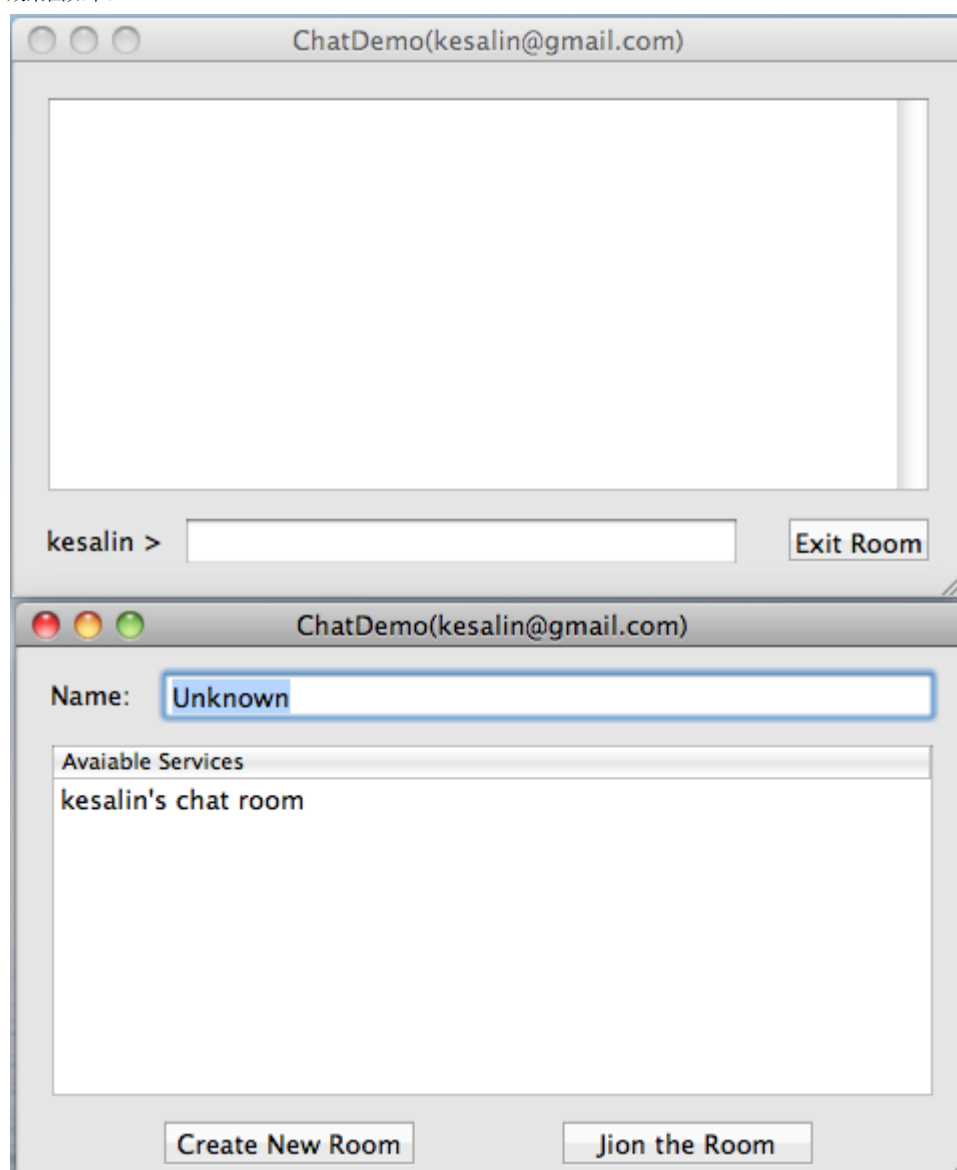 ChatDemo(kesalin@gmail.com)
kesalin >
Exit Room
ChatDemo(kesalin@gmail.com)
Name:
Unknown
Avaiable Services
kesalin's chat room
Create New Room
Jion the Room